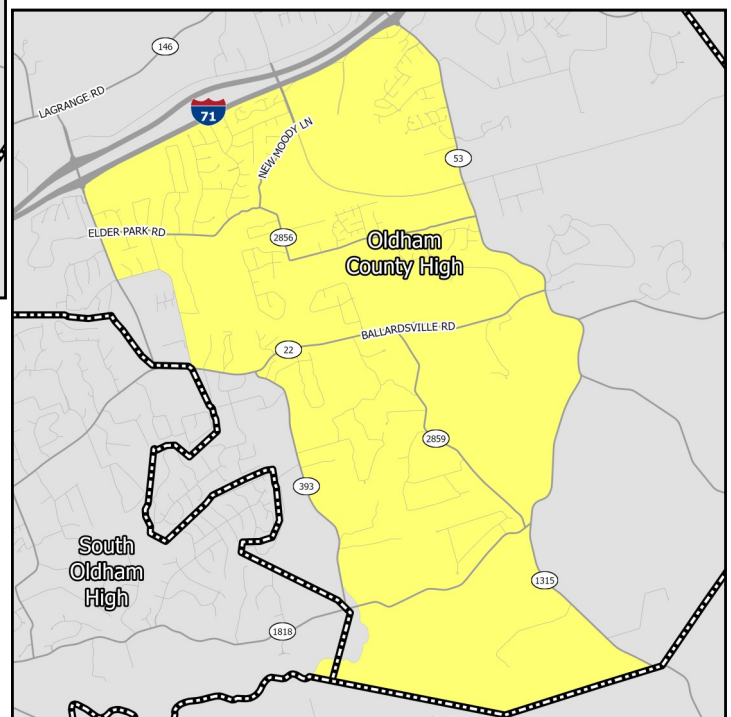 146
LAGRANGE RD
71
NEW MOODY LN
53
ELDER PARK RD
2856
Oldham
County High
BALLARDSVILLE RD
22
2859
393
South
Oldham
High
1315
1818